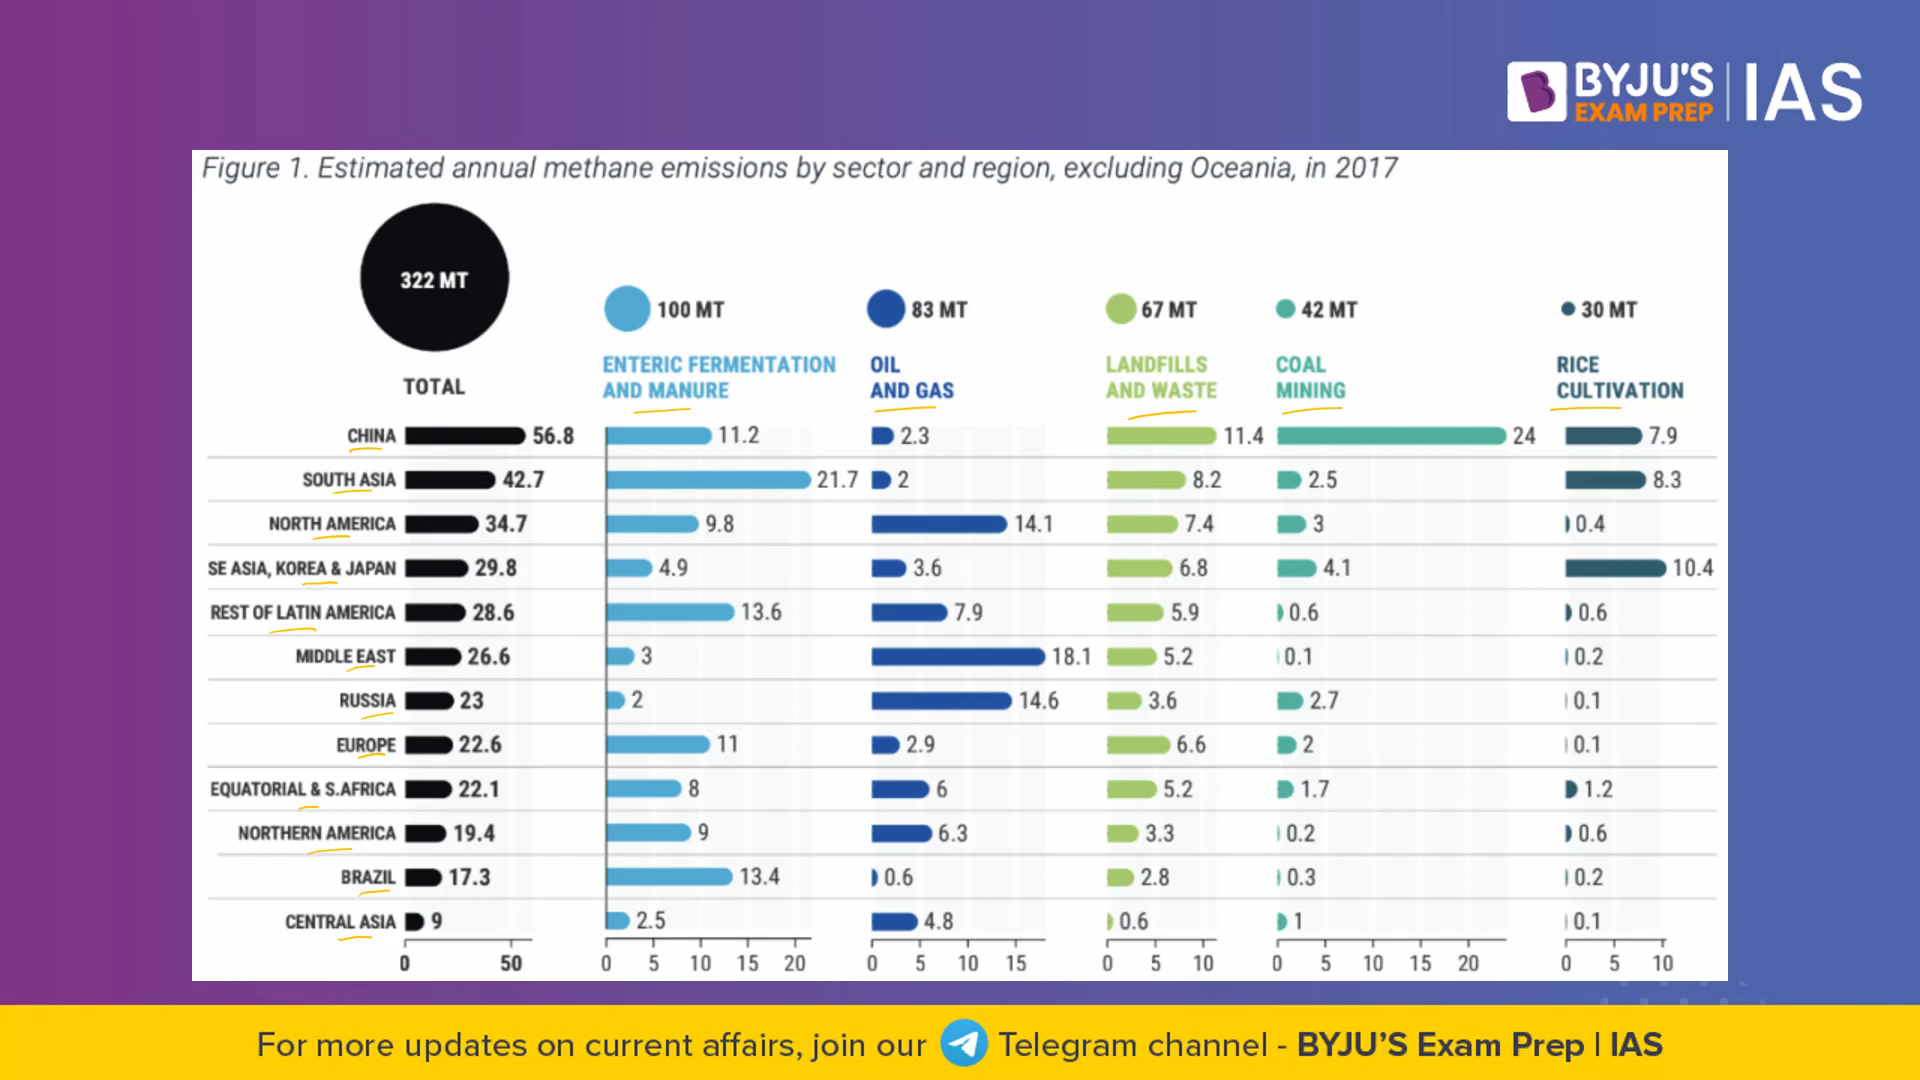 BYJU'S
EXAM PREP
IAS
Figure 1. Estimated annual methane emissions by sector and region, excluding Oceania, in 2017
322 MT
100 MT
83 MT
67 MT
42 MT
30 MT
TOTAL
ENTERIC FERMENTATION
AND MANURE
OIL
AND GAS
LANDFILLS
AND WASTE
COAL
MINING
RICE
CULTIVATION
CHINA 56.8 11.2 2.3 11.4 24 7.9
SOUTH ASIA 42.7 21.7 2 8.2 2.5 8.3
NORTH AMERICA 34.7 9.8 14.1 7.4 3 0.4
SE ASIA, KOREA & JAPAN 29.8 4.9 3.6 6.8 4.1 10.4
REST OF LATIN AMERICA 28.6 13.6 7.9 5.9 0.6 0.6
MIDDLE EAST 26.6 3 18.1 5.2 0.1 0.2
RUSSIA 23 2 14.6 3.6 2.7 0.1
EUROPE 22.6 11 2.9 6.6 2 0.1
EQUATORIAL & S.AFRICA 22.1 8 6 5.2 1.7 1.2
NORTHERN AMERICA 19.4 9 6.3 3.3 0.2 0.6
BRAZIL 17.3 13.4 0.6 2.8 0.3 0.2
CENTRAL ASIA 9 2.5 4.8 0.6 1 0.1
0 50 0 5 10 15 20 0 5 10 15 0 5 10 0 5 10 15 20 0 5 10
For more updates on current affairs, join our Telegram channel - BYJU'S Exam Prep | IAS